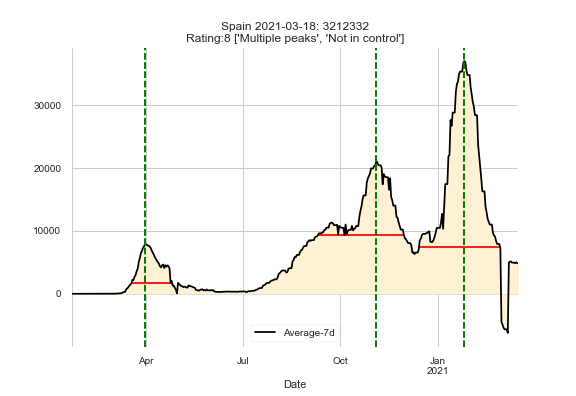 Spain 2021-03-18: 3212332
Rating:8 ['Multiple peaks', 'Not in control']
30000
20000
10000
0
Average-7d
Apr
Jul
Oct
Jan
2021
Date